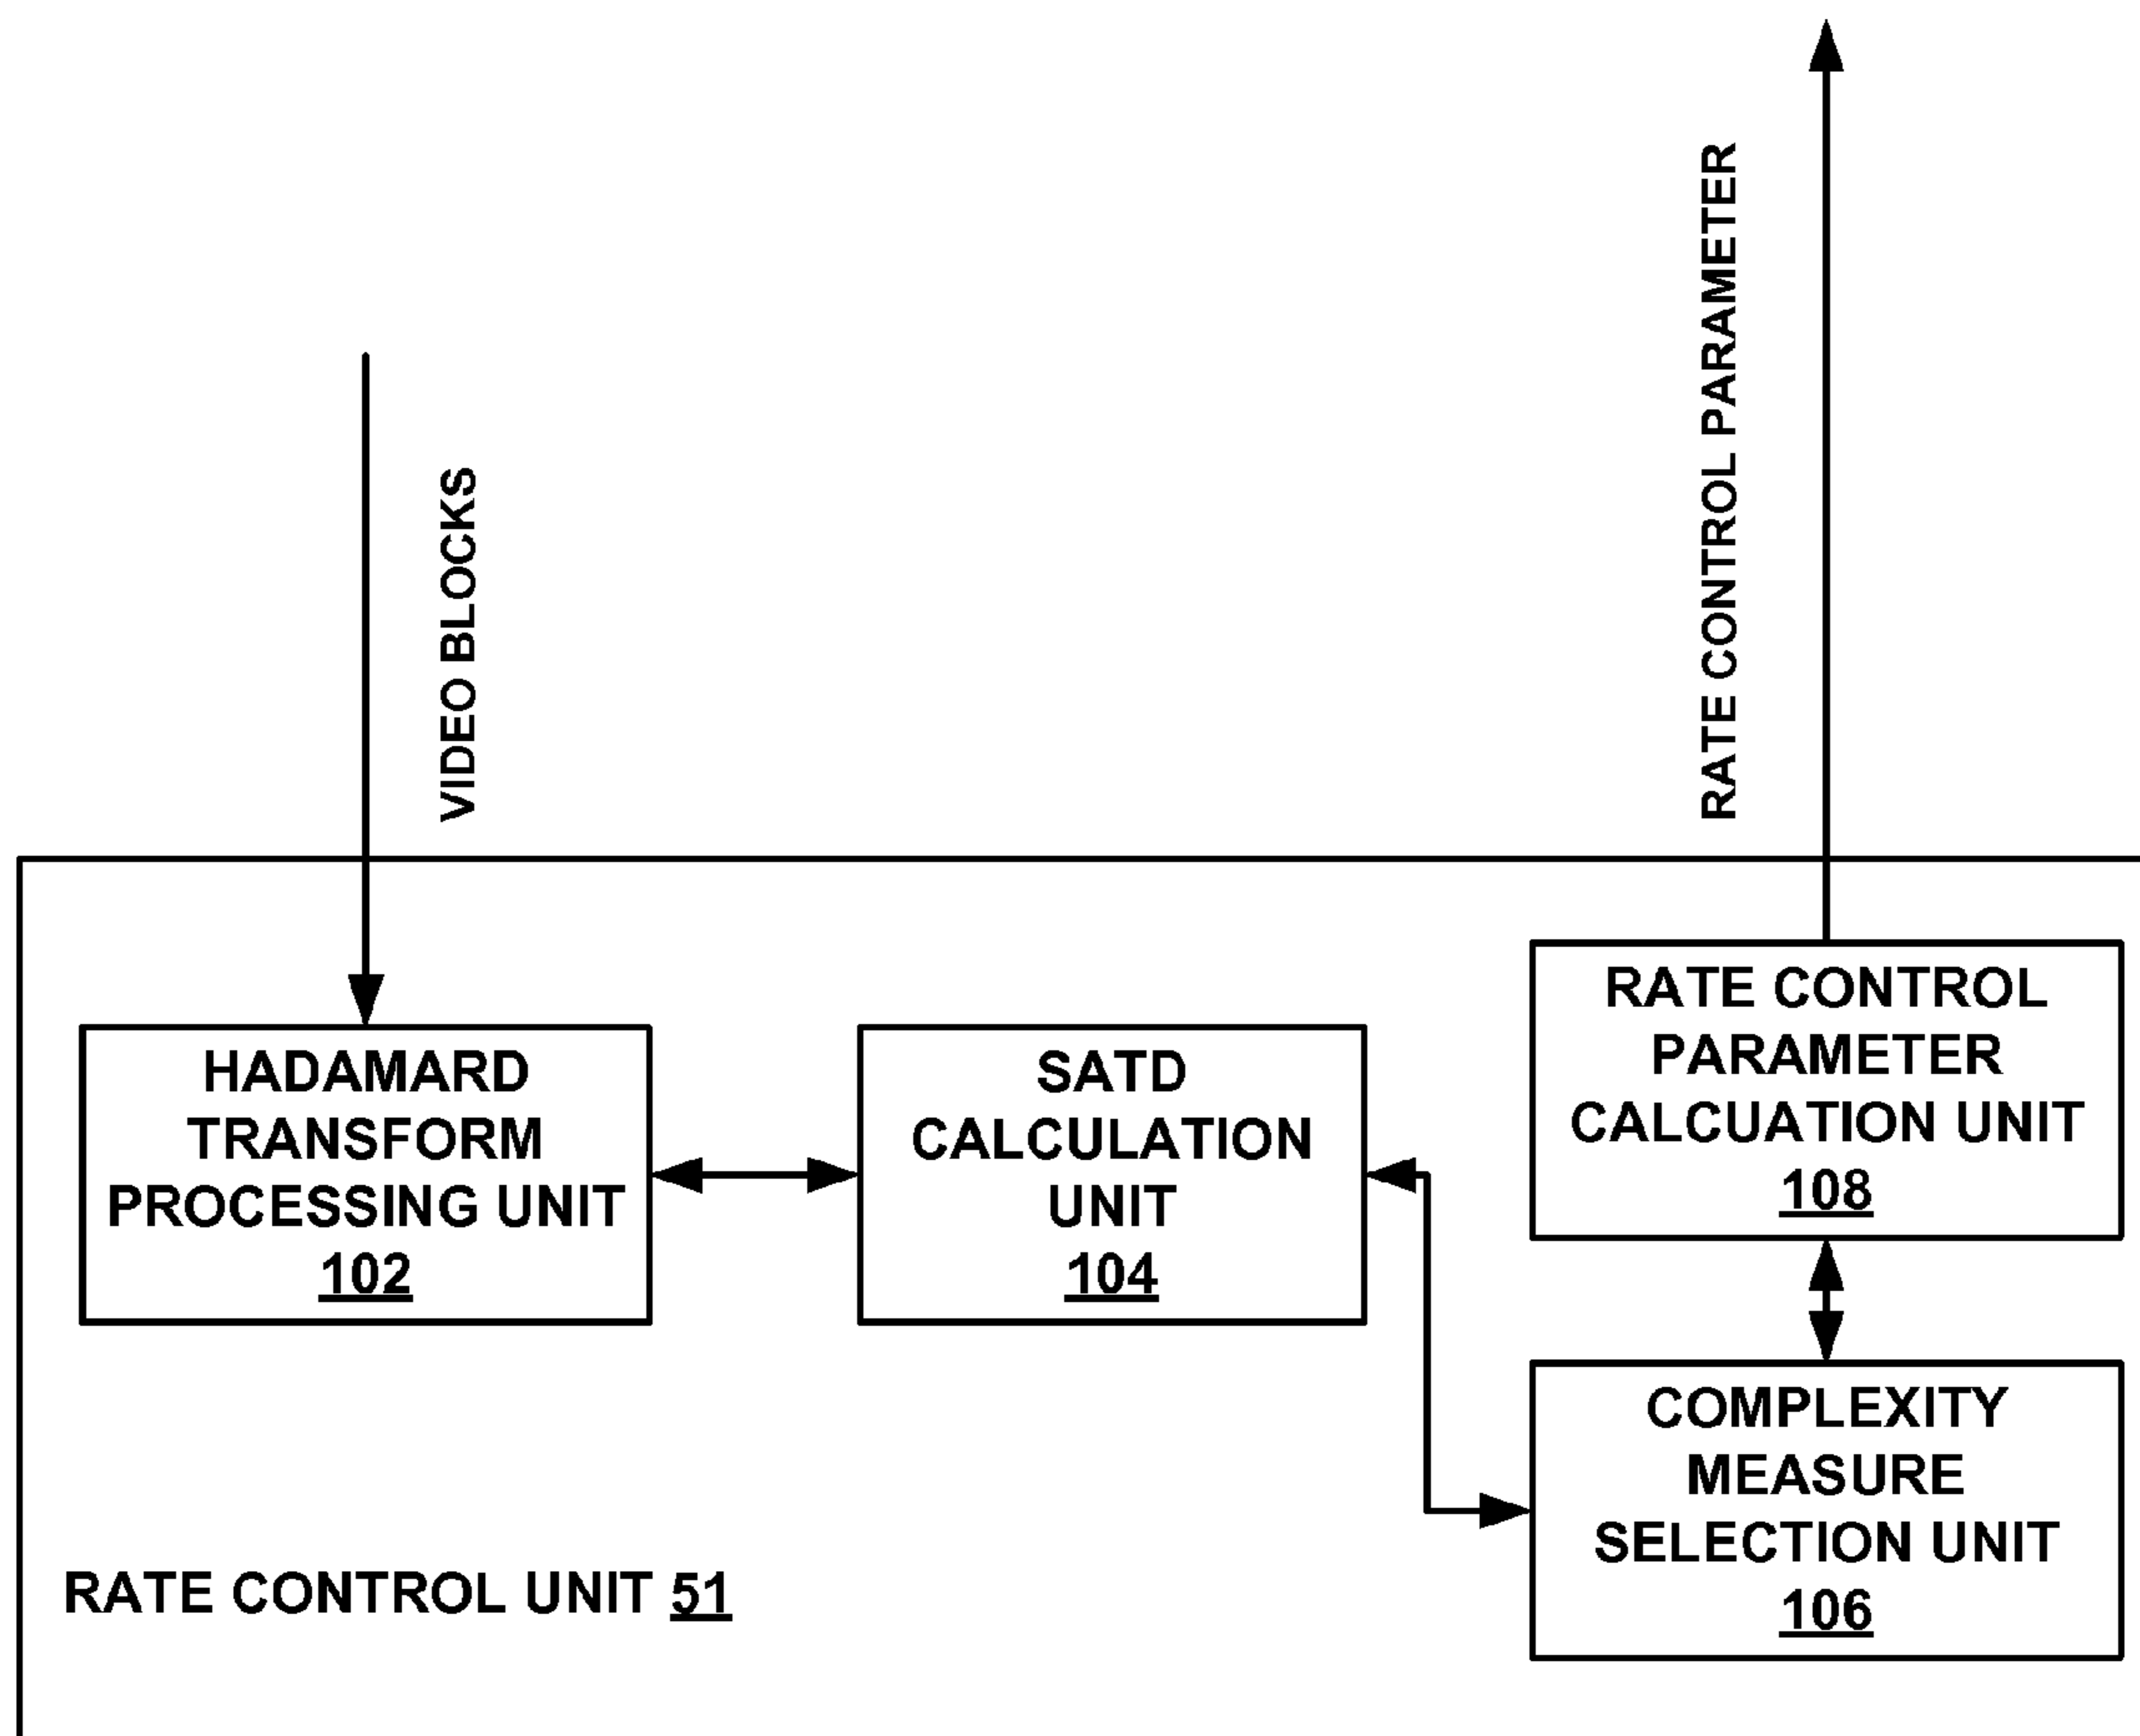 VIDEO BLOCKS
RATE CONTROL PARAMETER
HADAMARD
TRANSFORM
PROCESSING UNIT
102
SATD
CALCULATION
UNIT
104
RATE CONTROL
PARAMETER
CALCUATION UNIT
108
COMPLEXITY
MEASURE
SELECTION UNIT
106
RATE CONTROL UNIT 51